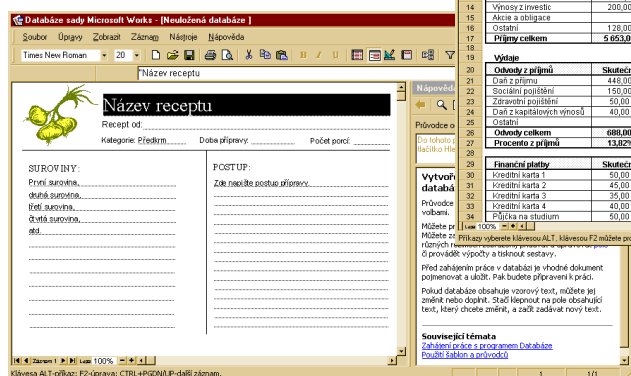 Databáze sady Microsoft Works - [Neuložená databáze ]
Soubor Úpravy Zobrazit Záznam Nástroje Nápověda
Times New Roman 20
"Název receptu
Název receptu
Recept od:
Kategorie: Předkrm Doba přípravy: Počet porcí:
SUROVINY:
První surovina,
druhá surovina,
třetí surovina,
čtvrtá surovina,
atd.
POSTUP:
Zde napište postup přípravy.
Záznam 1 Lupa 100%
Klávesa ALT-příkaz; F2-úprava; CTRL+PGDN/UP-další záznam.
Nápověda
Průvodce
Do tohoto
tlačítko
Vytvoř
databá
Průvodce
volbami.
Můžete
Můžete
různých
či provádět výpočty a tisknout sestavy.
Před zahájením práce v databázi je vhodné dokument
pojmenovat a uložit. Pak budete připraveni k práci.
Pokud databáze obsahuje vzorový text, můžete jej
změnit nebo doplnit. Stačí klepnout na pole obsahující
text, který chcete změnit, a začít zadávat nový text.
Související témata
Zahájení práce s programem Databáze
Použití šablon a průvodců
1 1/1
14 Výnosy z investic 200,00
15 Akcie a obligace
16 Ostatní 128,00
17 Příjmy celkem 5 653,0
18
19 Výdaje
20 Odvody z příjmů Skutečn
21 Daň z příjmu 448,00
22 Sociální pojištění 150,00
23 Zdravotní pojištění 50,00
24 Daň z kapitálových výnosů 40,00
25 Ostatní
26 Odvody celkem 688,00
27 Procento z příjmů 13,82%
28
29 Finanční platby Skutečn
30 Kreditní karta 1 50,00
31 Kreditní karta 2 45,00
32 Kreditní karta 3 35,00
33 Kreditní karta 4 40,00
34 Půjčka na studium 50,00
Lupa 100%
Příkazy vyberete klávesou ALT, klávesou F2 můžete pro